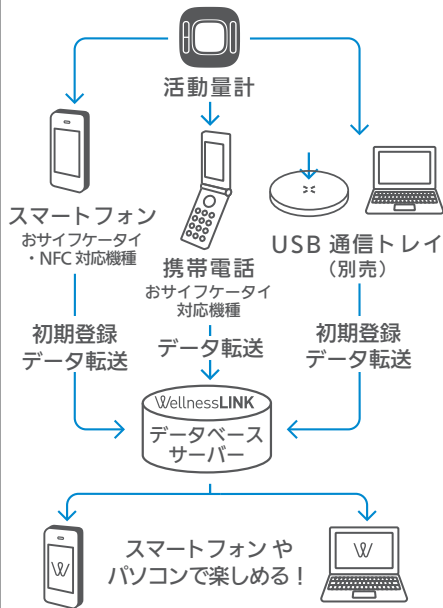 活動量計
スマートフォン
おサイフケータイ
・NFC 対応機種
携帯電話
おサイフケータイ
対応機種
USB 通信トレイ
（別売）
初期登録
データ転送
データ転送
初期登録
データ転送
WellnessLINK
データベース
サーバー
W
スマートフォン や
パソコンで楽しめる！
W